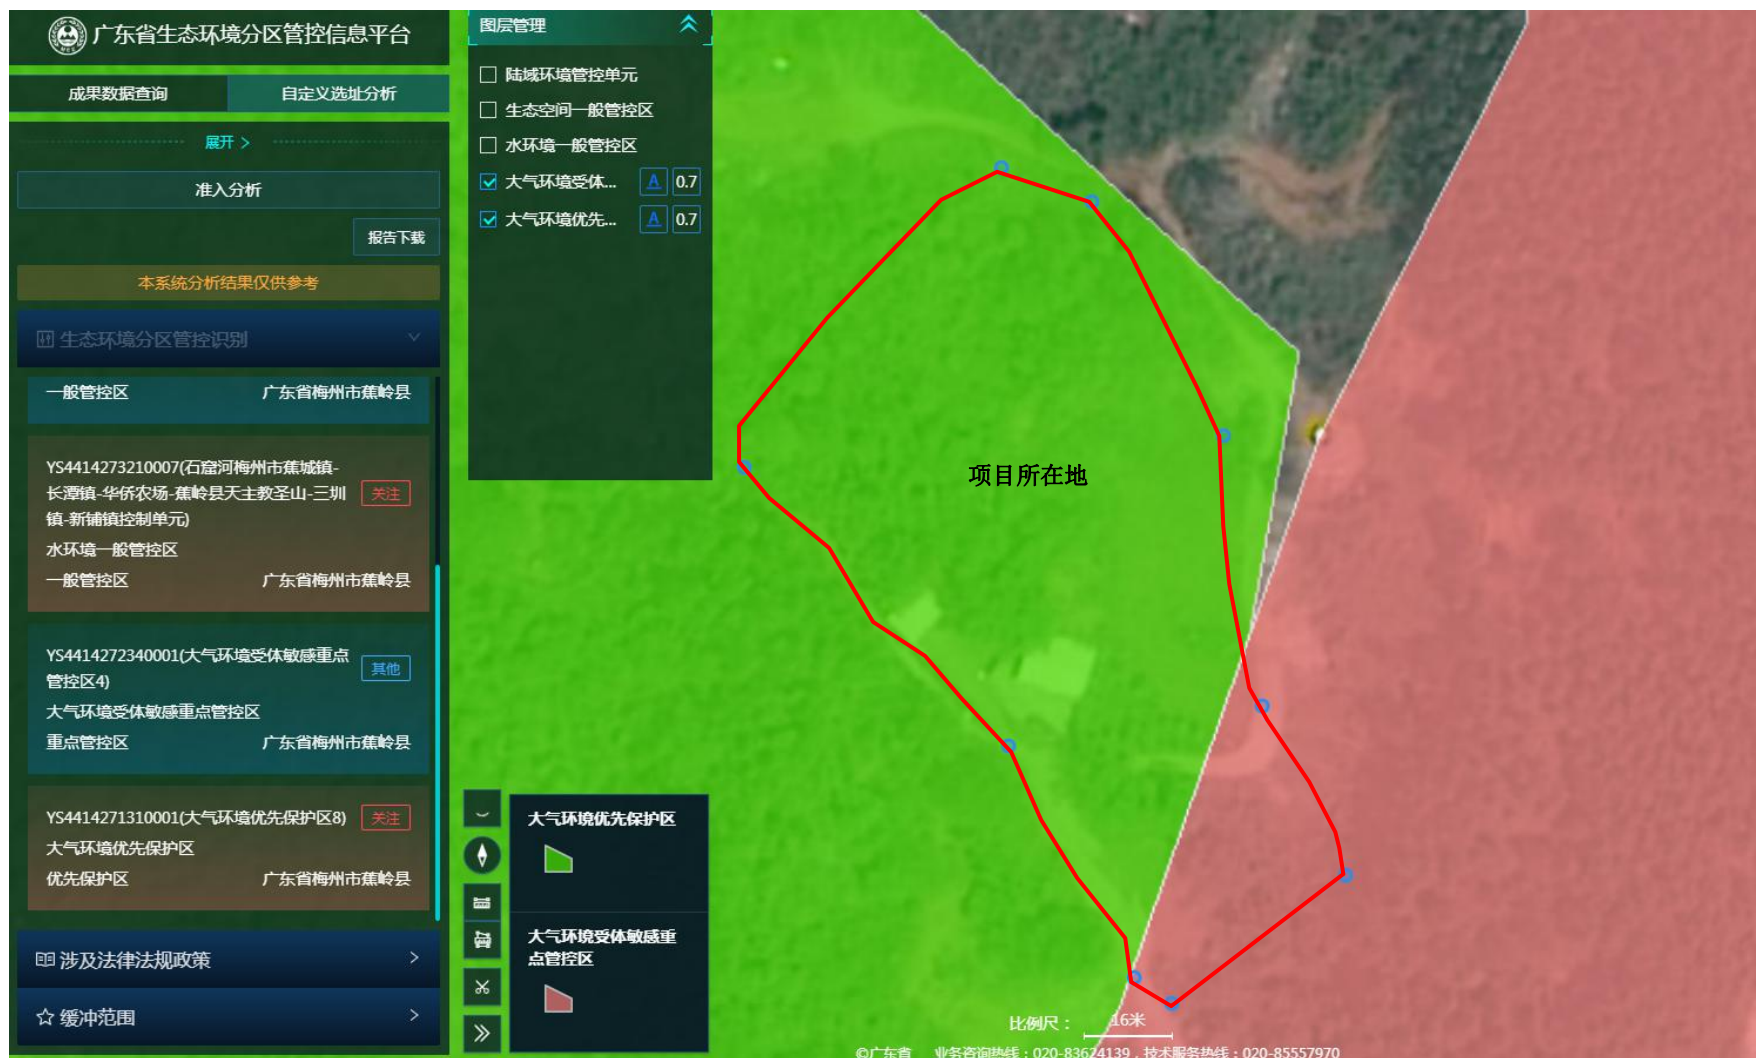 广东省生态环境分区管控信息平台
成果数据查询
自定义选址分析
展开 >
准入分析
报告下载
本系统分析结果仅供参考
生态环境分区管控识别
一般管控区 广东省梅州市蕉岭县
YS4414273210007(石窟河梅州市蕉城镇-
长潭镇-华侨农场-蕉岭县天主教圣山-三圳
镇-新铺镇控制单元)
关注
水环境一般管控区
一般管控区 广东省梅州市蕉岭县
YS4414272340001(大气环境受体敏感重点
管控区4)
其他
大气环境受体敏感重点管控区
重点管控区 广东省梅州市蕉岭县
YS4414271310001(大气环境优先保护区8) 关注
大气环境优先保护区
优先保护区 广东省梅州市蕉岭县
涉及法律法规政策
缓冲范围
图层管理
陆域环境管控单元
生态空间一般管控区
水环境一般管控区
大气环境受体... A 0.7
大气环境优先... A 0.7
项目所在地
大气环境优先保护区
大气环境受体敏感重
点管控区
比例尺： 16米
©广东省 业务咨询热线：020-83624139，技术服务热线：020-85557970